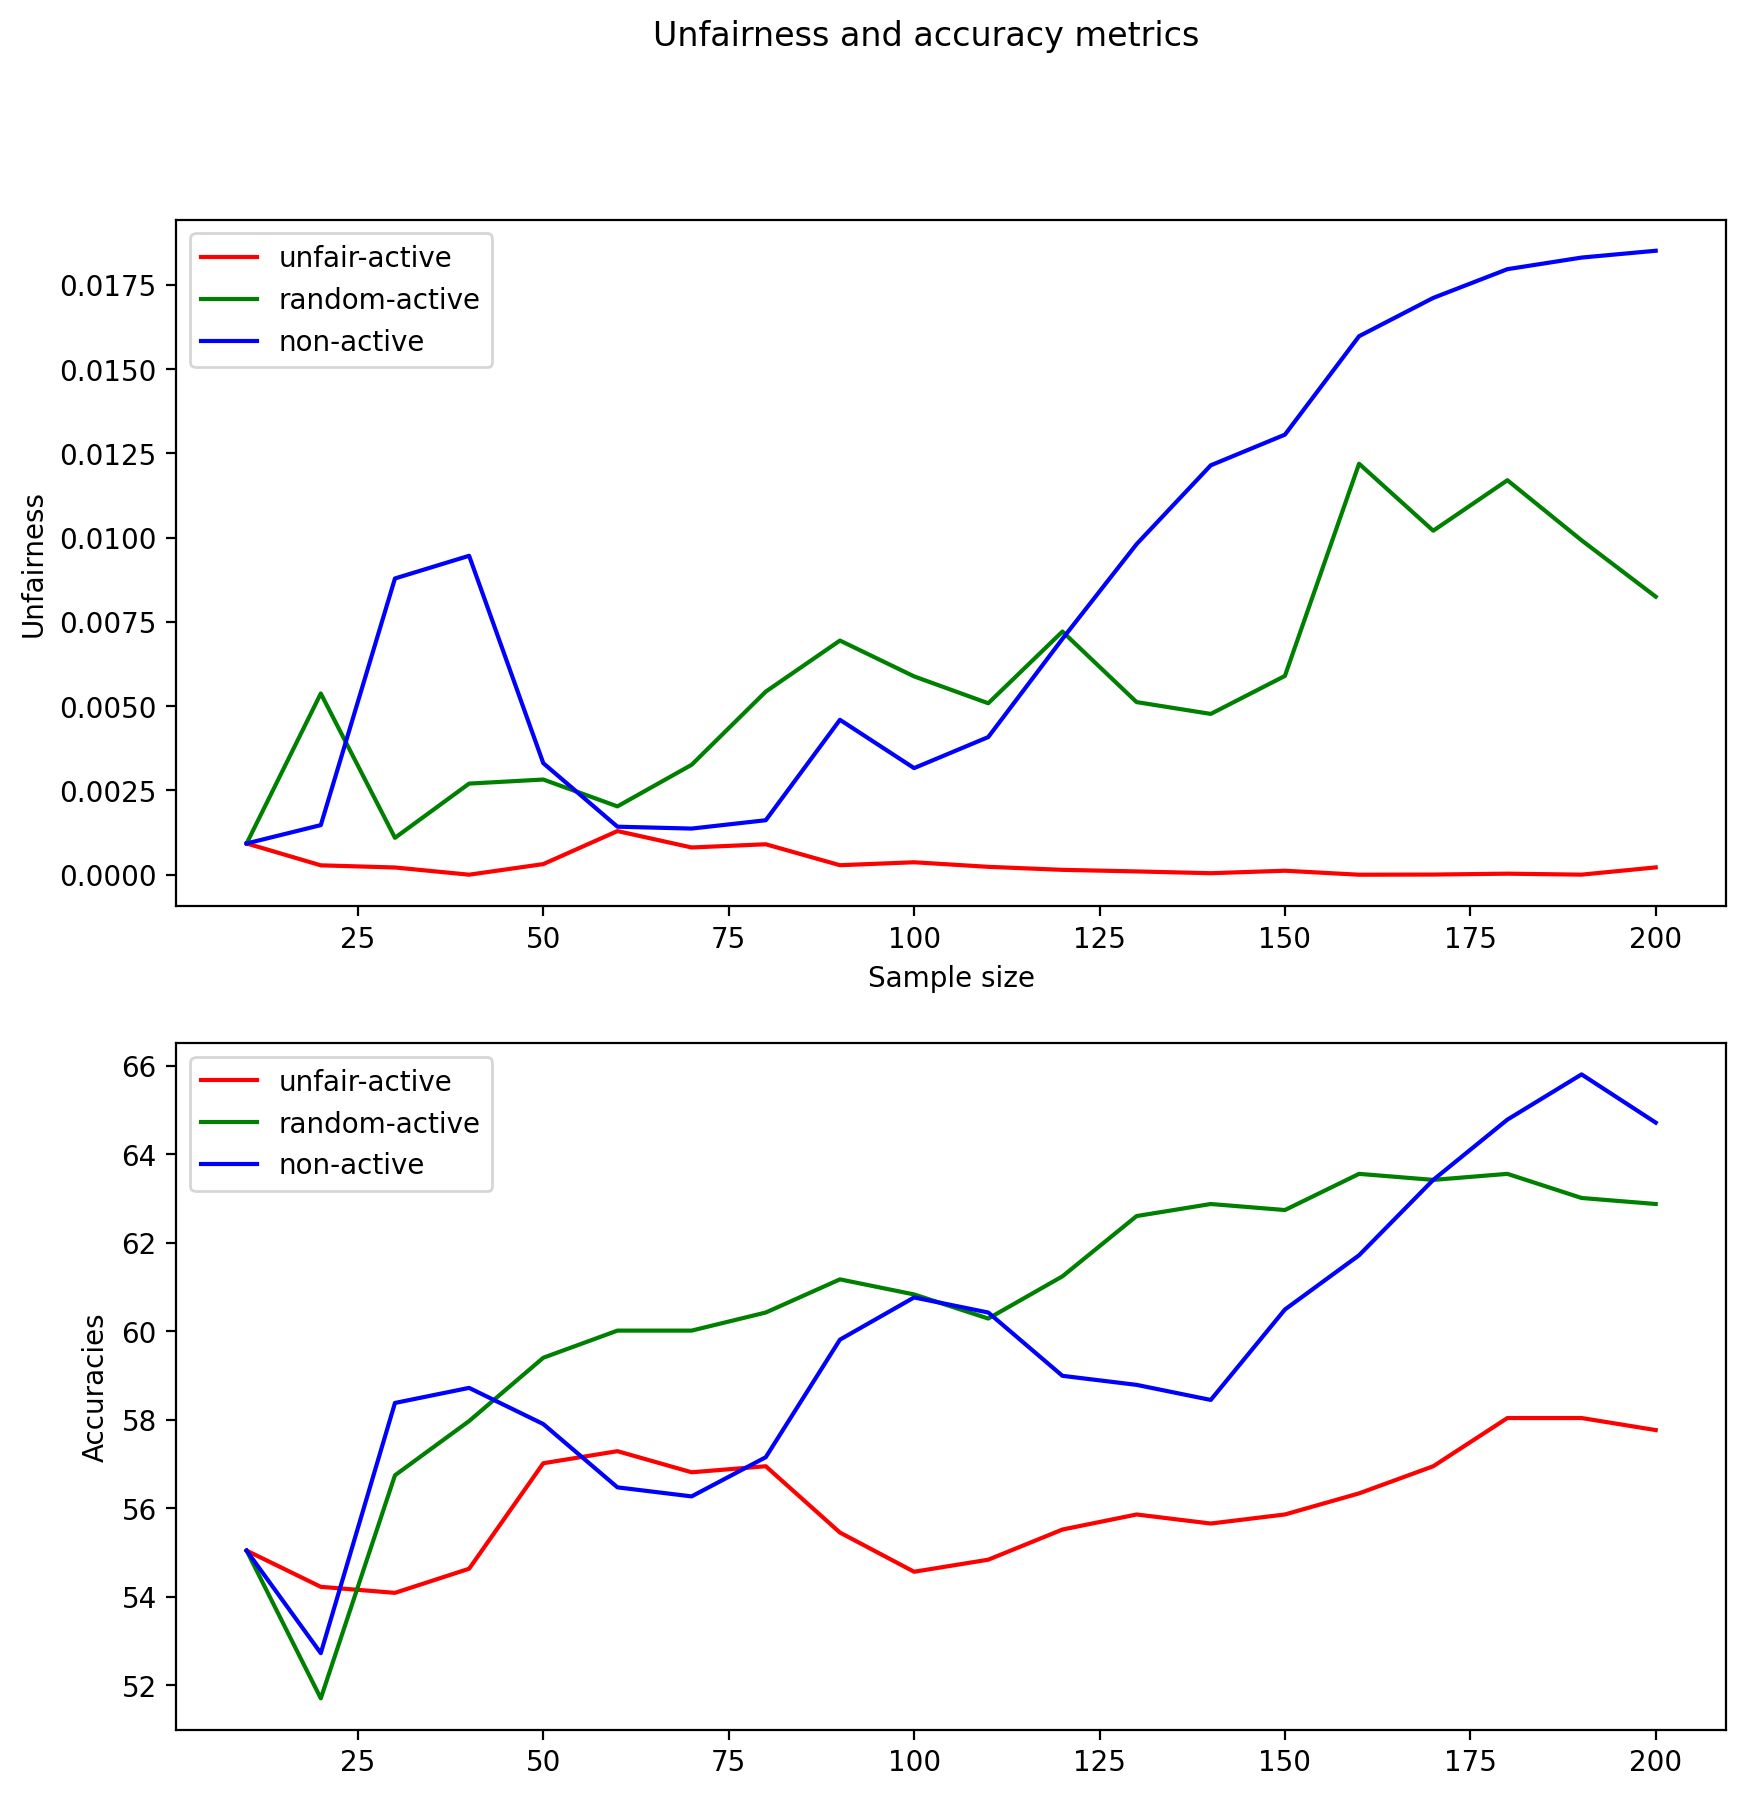 Unfairness and accuracy metrics
unfair-active
random-active
non-active
0.0175
0.0150
0.0125
0.0100
0.0075
0.0050
0.0025
0.0000
Unfairness
25 50 75 100 125 150 175 200
Sample size
unfair-active
random-active
non-active
66
64
62
60
58
56
54
52
Accuracies
25 50 75 100 125 150 175 200